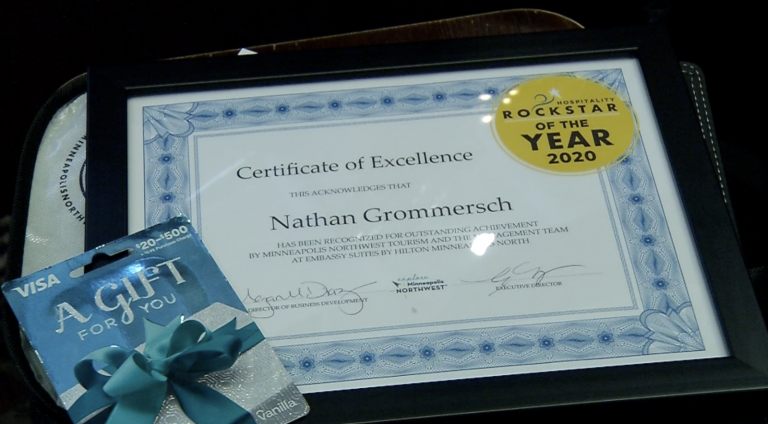 HOSPITALITY
ROCKSTAR
OF THE
YEAR
2020
Certificate of Excellence
THIS ACKNOWLEDGES THAT
Nathan Grommersch
HAS BEEN RECOGNIZED FOR OUTSTANDING ACHIEVEMENT
BY MINNEAPOLIS NORTHWEST TOURISM AND THE TEAM
AT EMBASSY SUITES BY HILTON NORTH
explore
Minneapolis
NORTHWEST
DIRECTOR OF BUSINESS DEVELOPMENT
EXECUTIVE DIRECTOR
$20-$500
VISA
A GIFT
FOR YOU
Vanilla